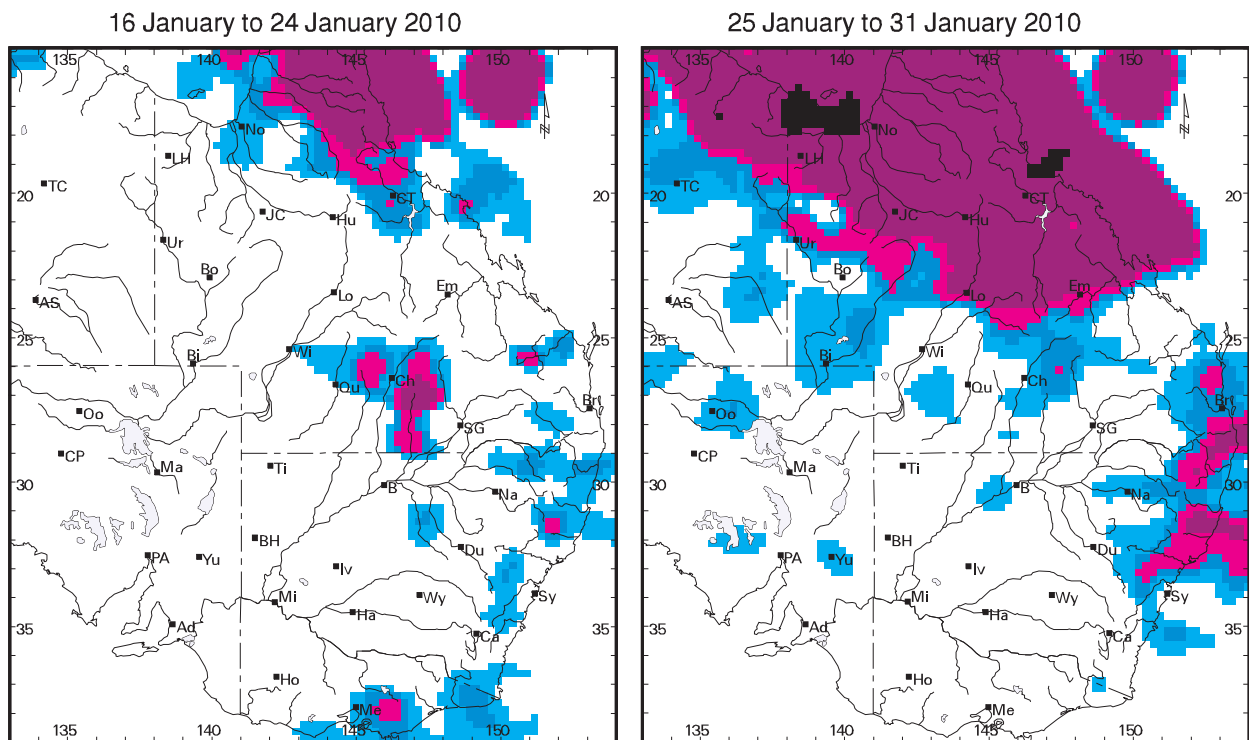 16 January to 24 January 2010
135 140 145 150
N
No
LH
TC
20 20
CT
JC
Hu
Ur
Bo
Em
AS
Lo
25 25
Wi
Bi
Qu
Ch
Oo
Br
SG
CP
Ma
Ti
30 30
B
Na
BH
Du
PA
Yu
Iv
Mi
Wy
Sy
Ha
Ad
35 35
Ca
Ho
Me
135 140 145 150
25 January to 31 January 2010
135 140 145 150
N
No
LH
TC
20 20
CT
JC
Hu
Ur
Bo
Em
AS
Lo
25 25
Wi
Bi
Qu
Ch
Oo
Br
SG
CP
Ma
Ti
30 30
B
Na
BH
Du
PA
Yu
Iv
Mi
Wy
Sy
Ha
Ad
35 35
Ca
Ho
Me
135 140 145 150